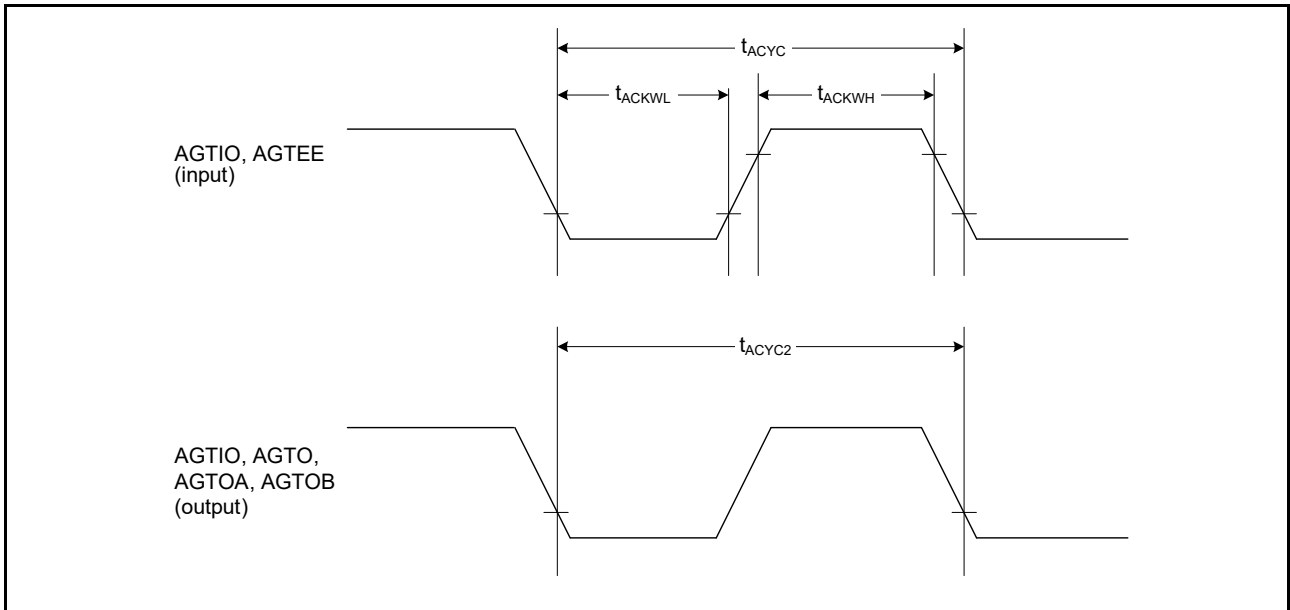 tACYC
tACKWL
tACKWH
AGTIO, AGTEE
(input)
tACYC2
AGTIO, AGTO,
AGTOA, AGTOB
(output)